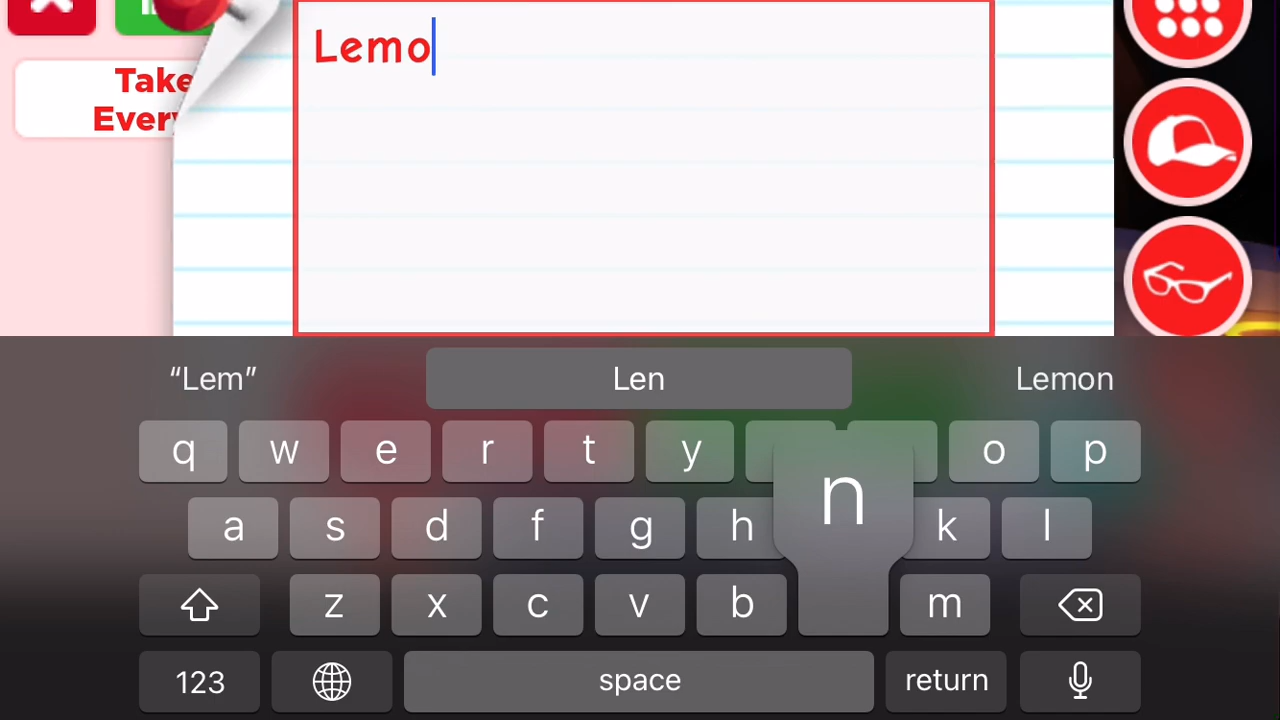 Take
Every
Lemo
“Lem” Len Lemon
q w e r t y o p
n
a s d f g h k l
z x c v b m
123 space return